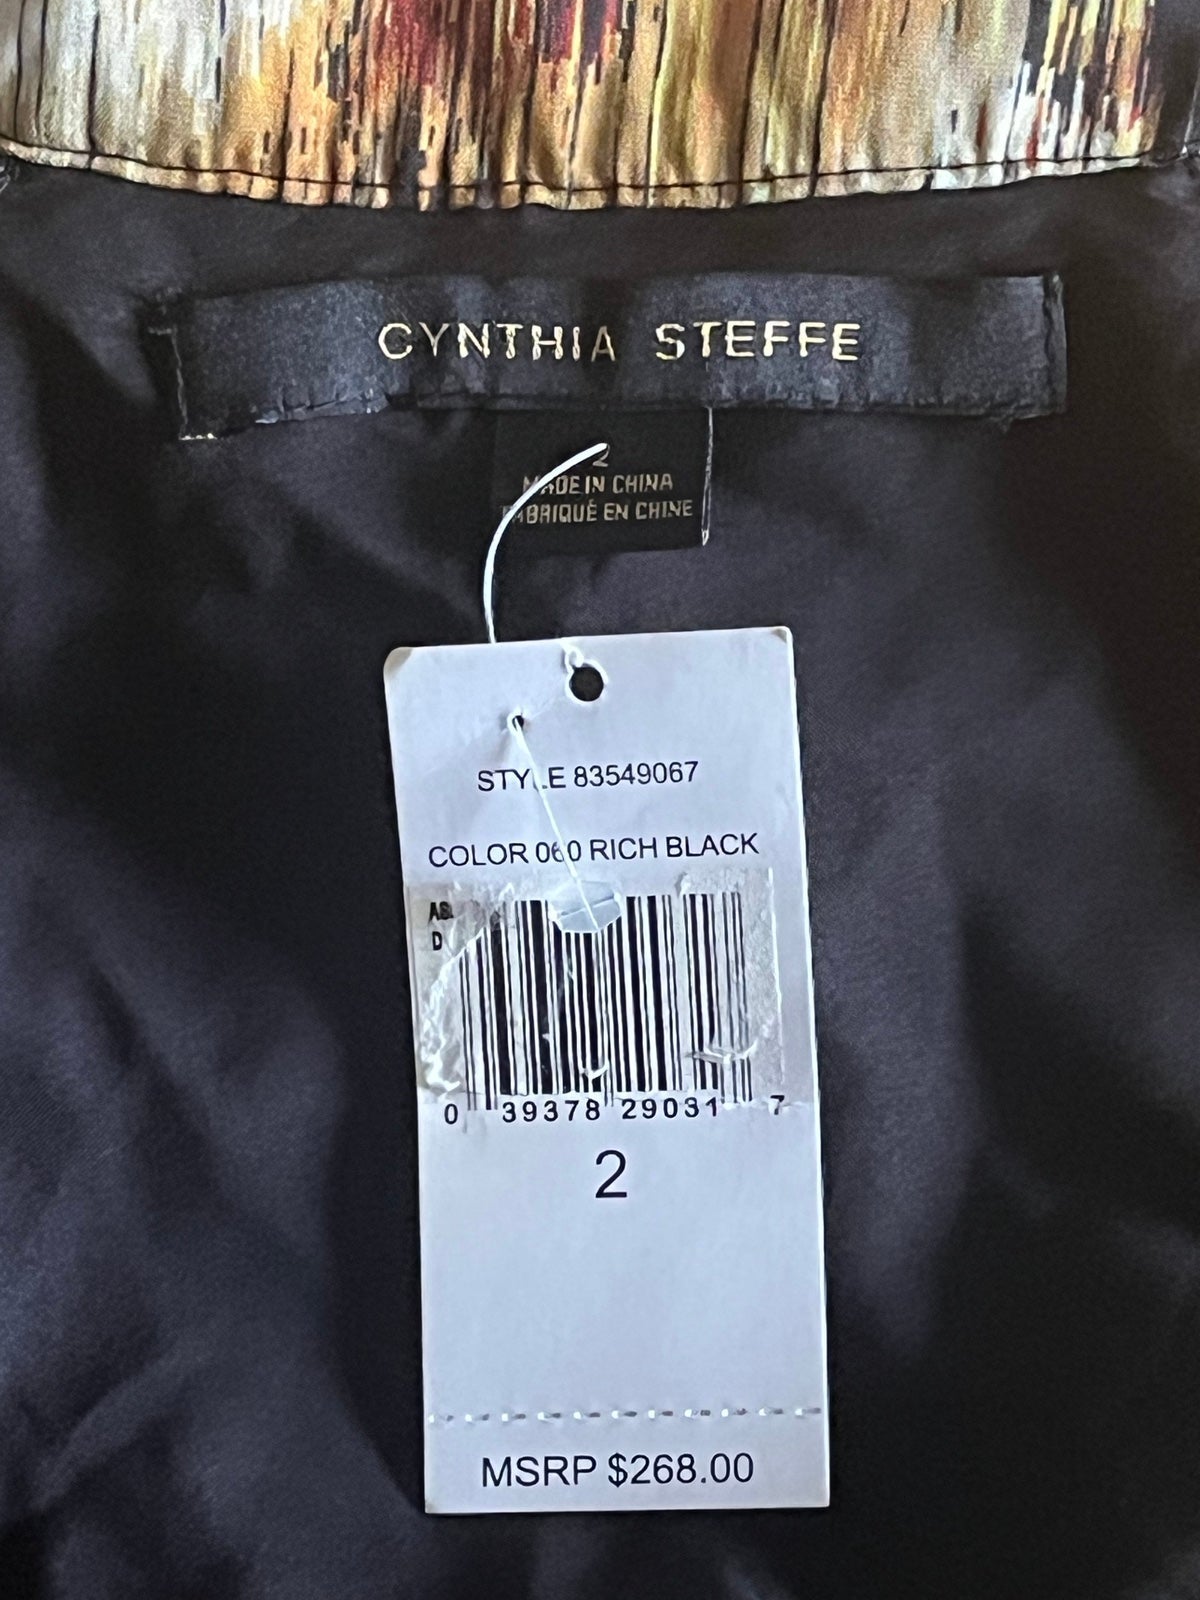 CYNTHIA STEFFE
2
MADE IN CHINA
FABRIQUÉ EN CHINE
STYLE 83549067
COLOR 060 RICH BLACK
D
0 39378 29031 7
2
MSRP $268.00